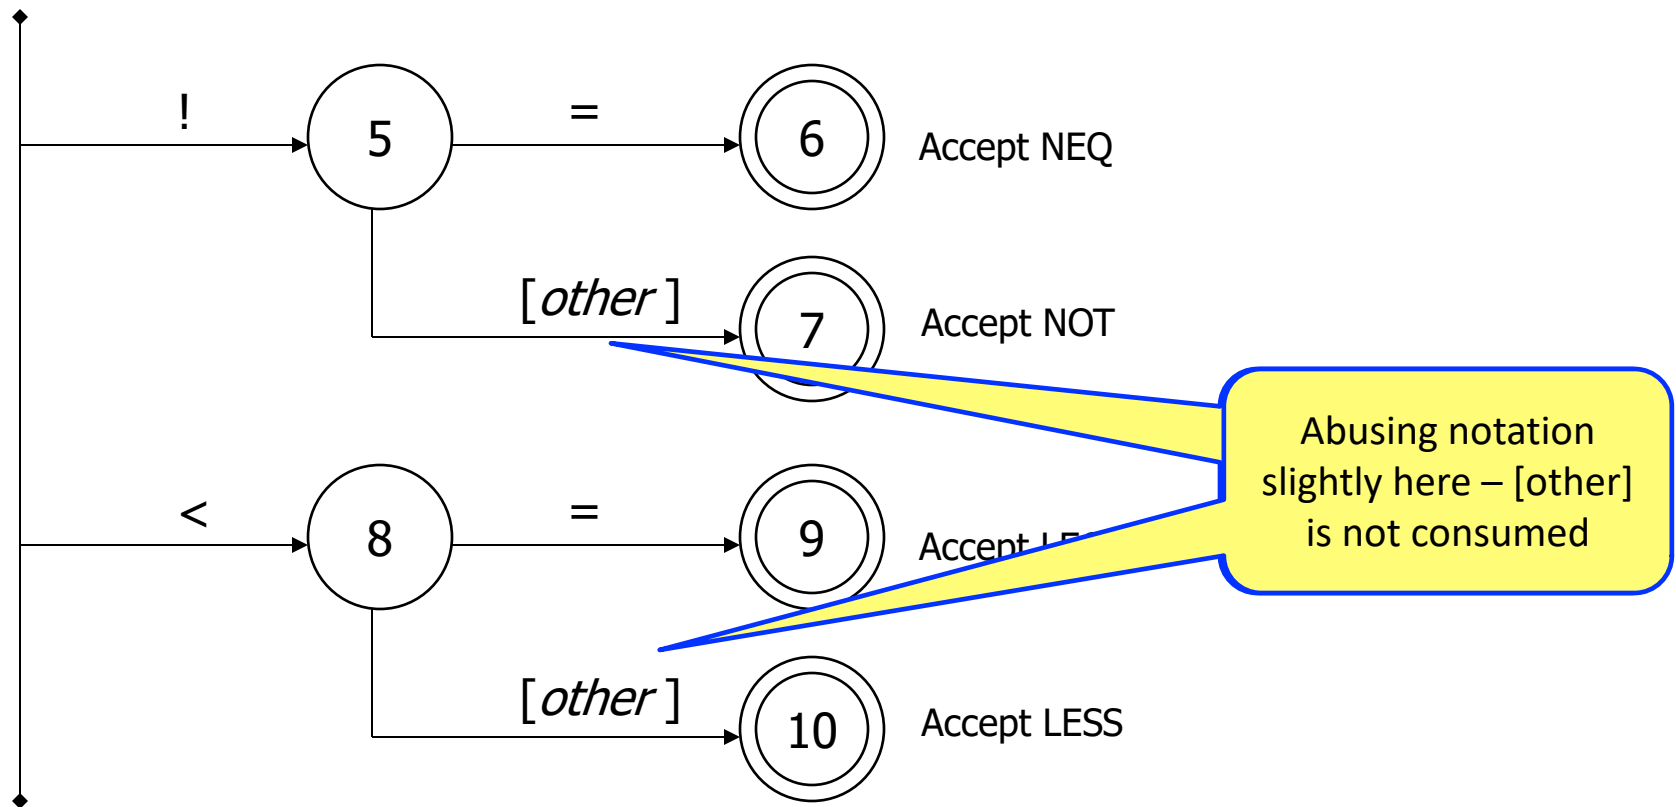 ! 5 = 6 Accept NEQ
[other] 7 Accept NOT
< 8 = 9 Accept
[other] 10 Accept LESS
Abusing notation
slightly here – [other]
is not consumed